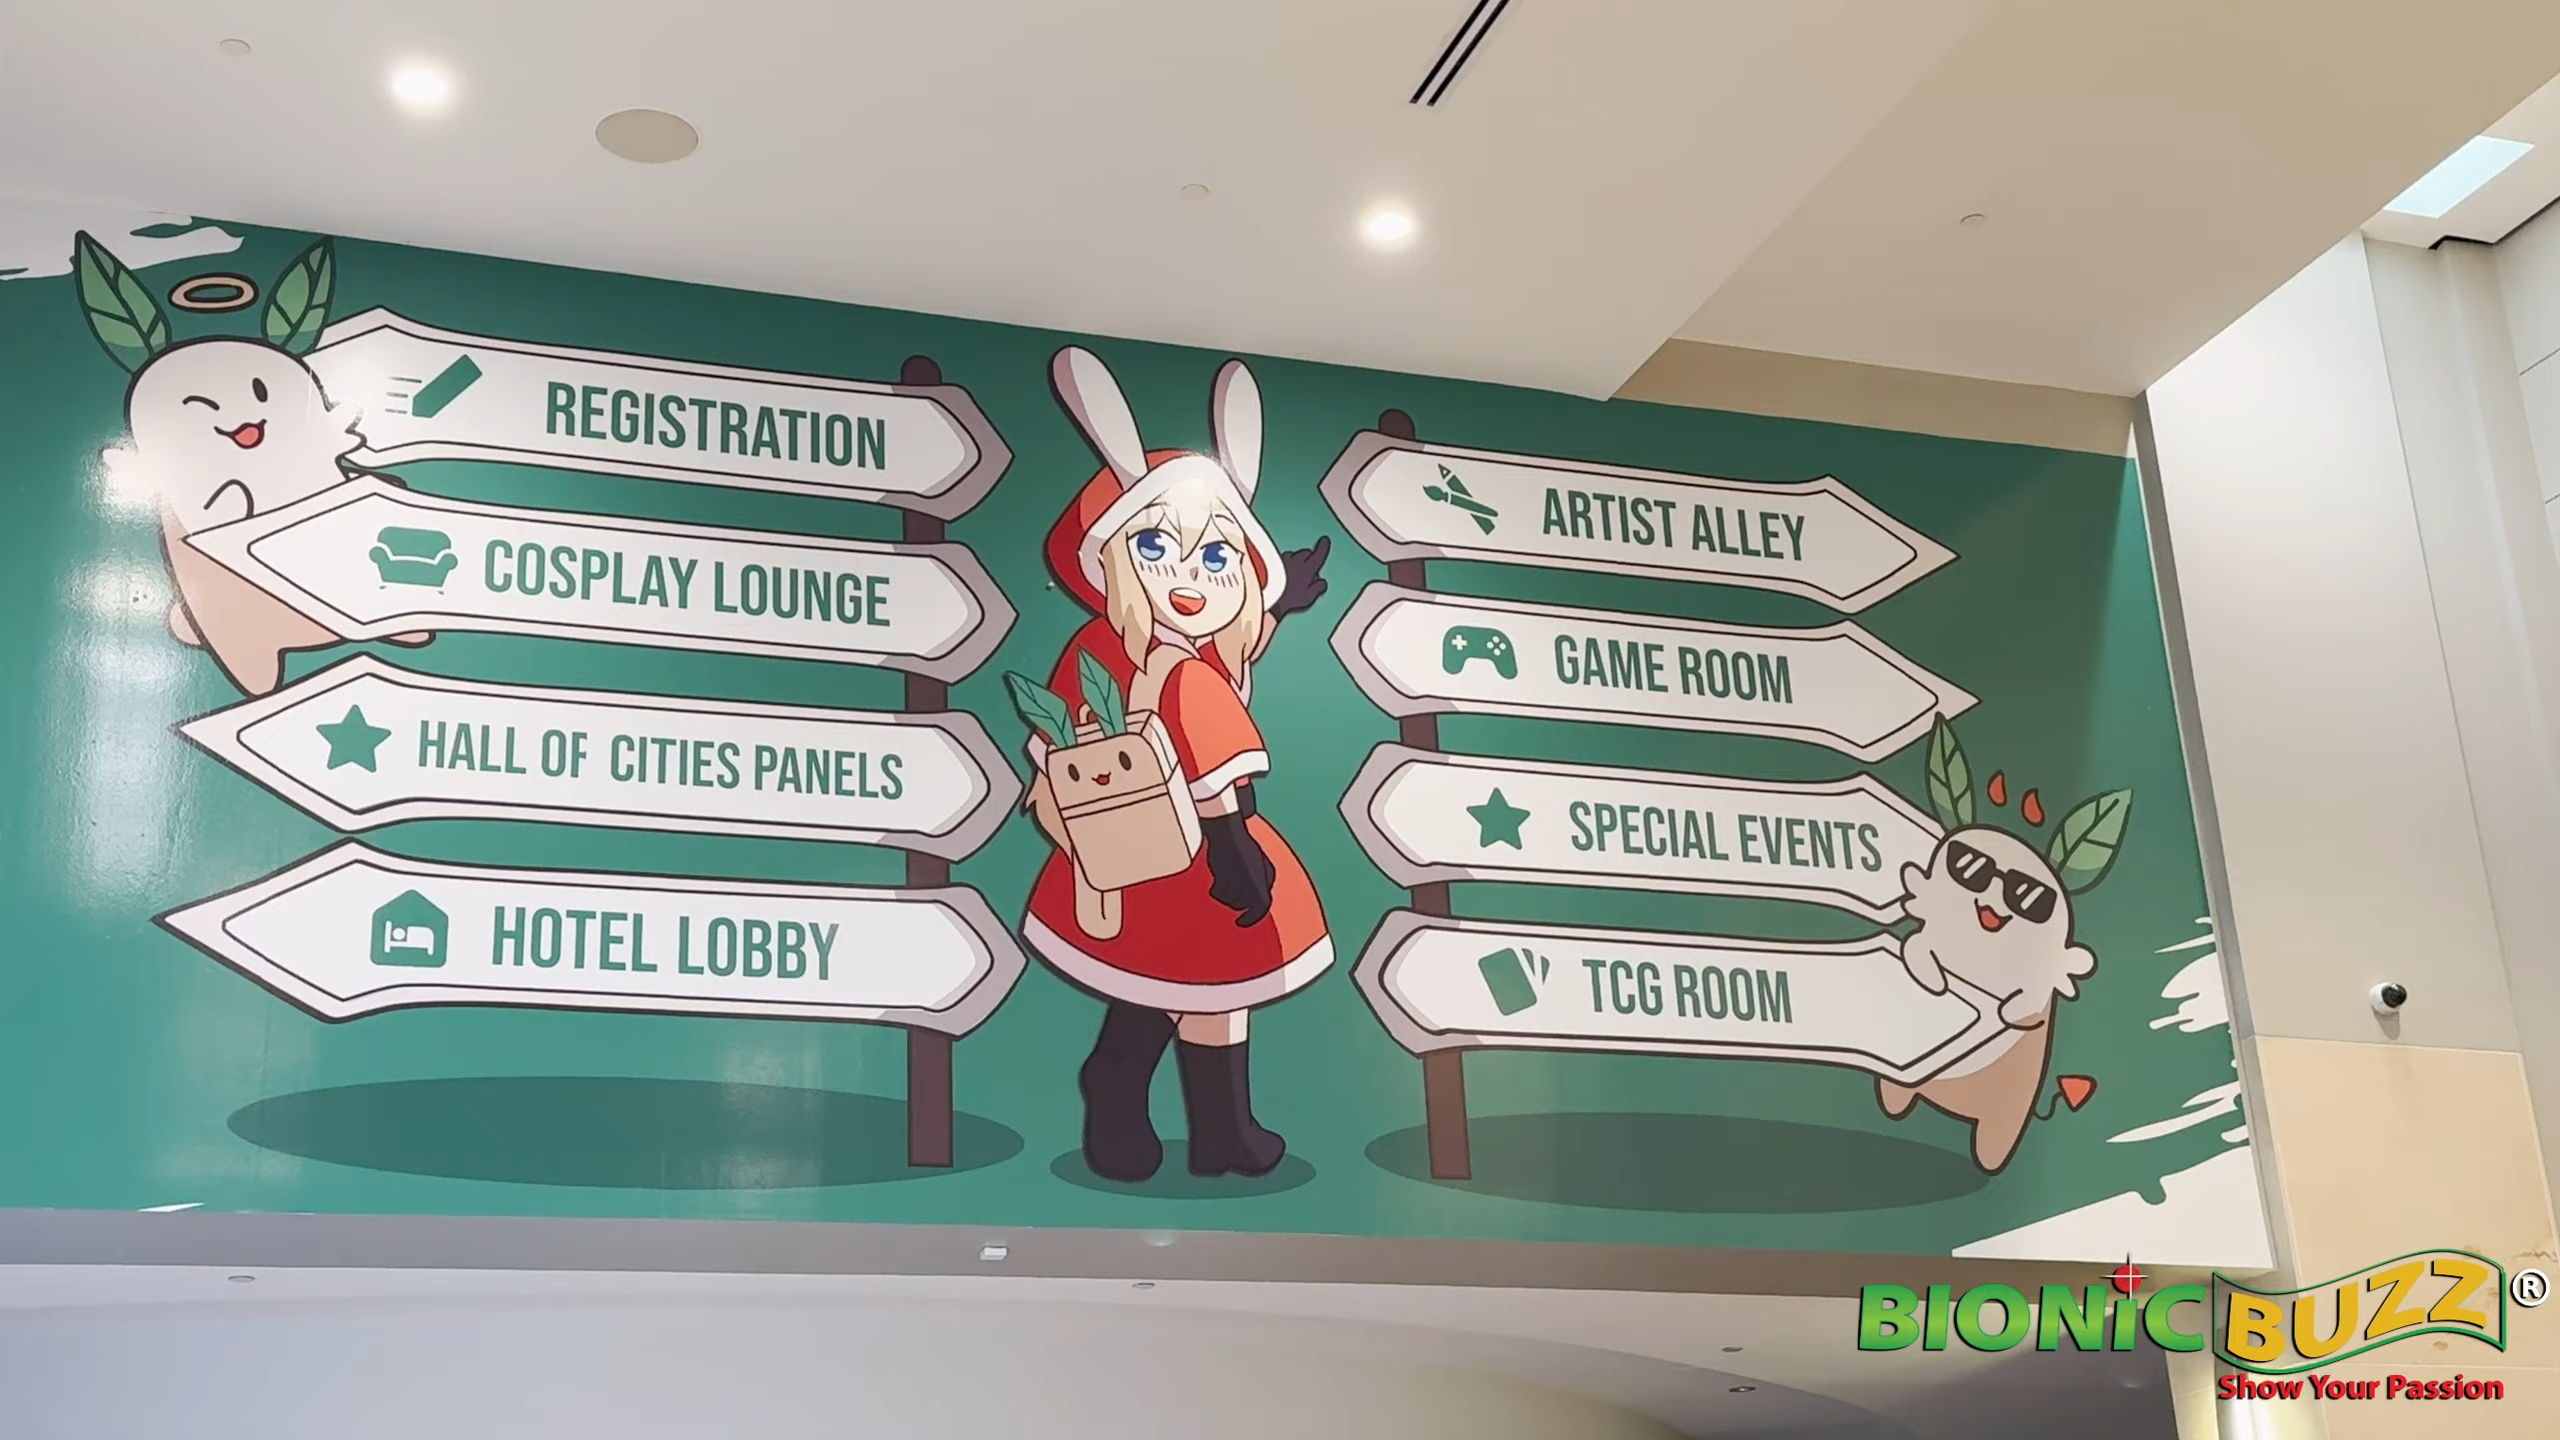 REGISTRATION
COSPLAY LOUNGE
HALL OF CITIES PANELS
HOTEL LOBBY
ARTIST ALLEY
GAME ROOM
SPECIAL EVENTS
TCG ROOM
BIONiC BUZZ®
Show Your Passion